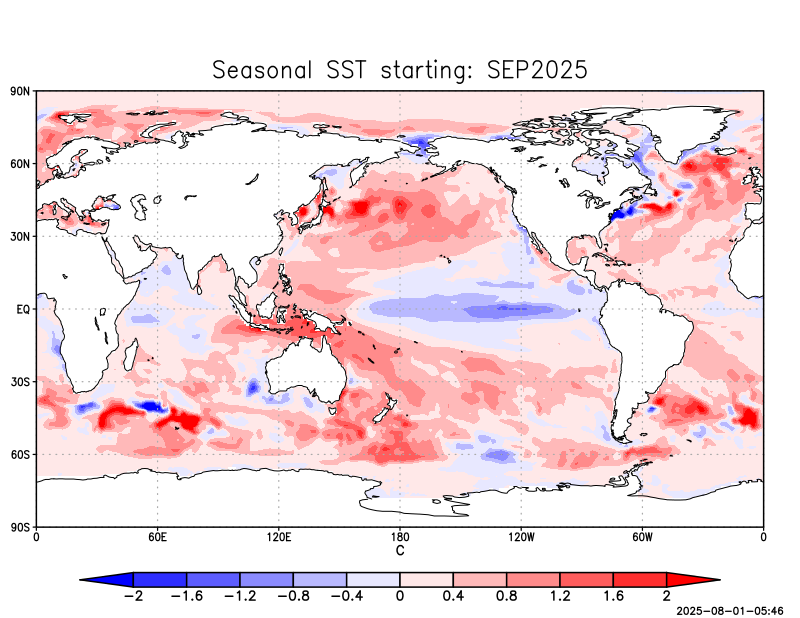 Seasonal SST starting: SEP2025
90N
60N
30N
EQ
30S
60S
90S
0 60E 120E 180 120W 60W 0
C
−2 −1.6 −1.2 −0.8 −0.4 0 0.4 0.8 1.2 1.6 2
2025-08-01-05:46